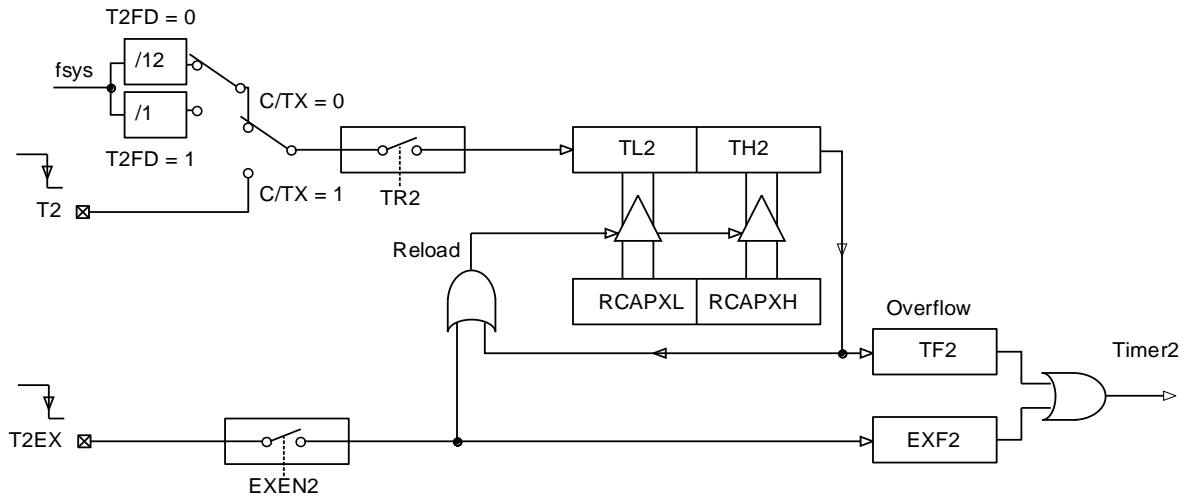 T2FD = 0
/12
fsys
C/TX = 0
/1
T2FD = 1
TL2
TH2
T2
C/TX = 1
TR2
Reload
RCAPXL
RCAPXH
Overflow
TF2
Timer2
T2EX
EXF2
EXEN2